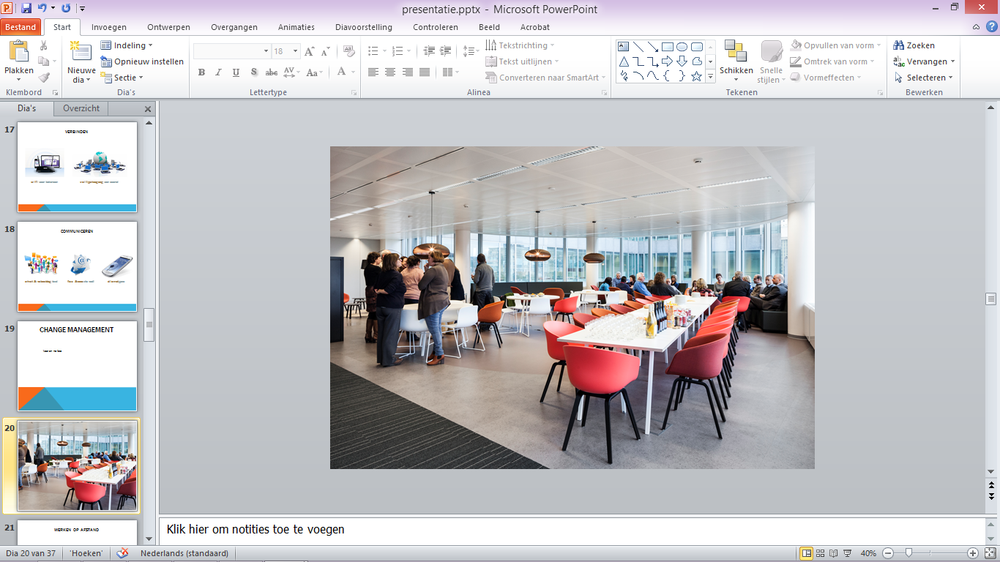 presentatie.pptx - Microsoft PowerPoint
Bestand Start Invoegen Ontwerpen Overgangen Animaties Diavoorstelling Controleren Beeld Acrobat
Plakken
Klembord
Nieuwe dia
Indeling
Opnieuw instellen
Sectie
Dia's
18
B I U S abc AV Aa A
Lettertype
Tekstrichting
Tekst uitlijnen
Converteren naar SmartArt
Alinea
Schikken
Snelle stijlen
Opvullen van vorm
Omtrek van vorm
Vormeffecten
Tekenen
Zoeken
Vervangen
Selecteren
Bewerken
Dia's Overzicht
17
VERBINDEN
18
COMMUNICEREN
19
CHANGE MANAGEMENT
20
21
WERKEN OP AFSTAND
Klik hier om notities toe te voegen
Dia 20 van 37 'Hoeken' Nederlands (standaard) 40%